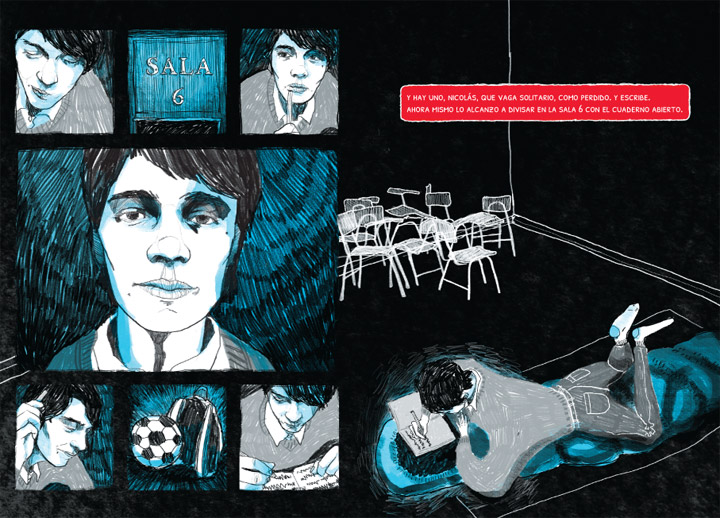 SALA
6
Y HAY UNO, NICOLÁS, QUE VAGA SOLITARIO, COMO PERDIDO. Y ESCRIBE.
AHORA MISMO LO ALCANZO A DIVISAR EN LA SALA 6 CON EL CUADERNO ABIERTO.